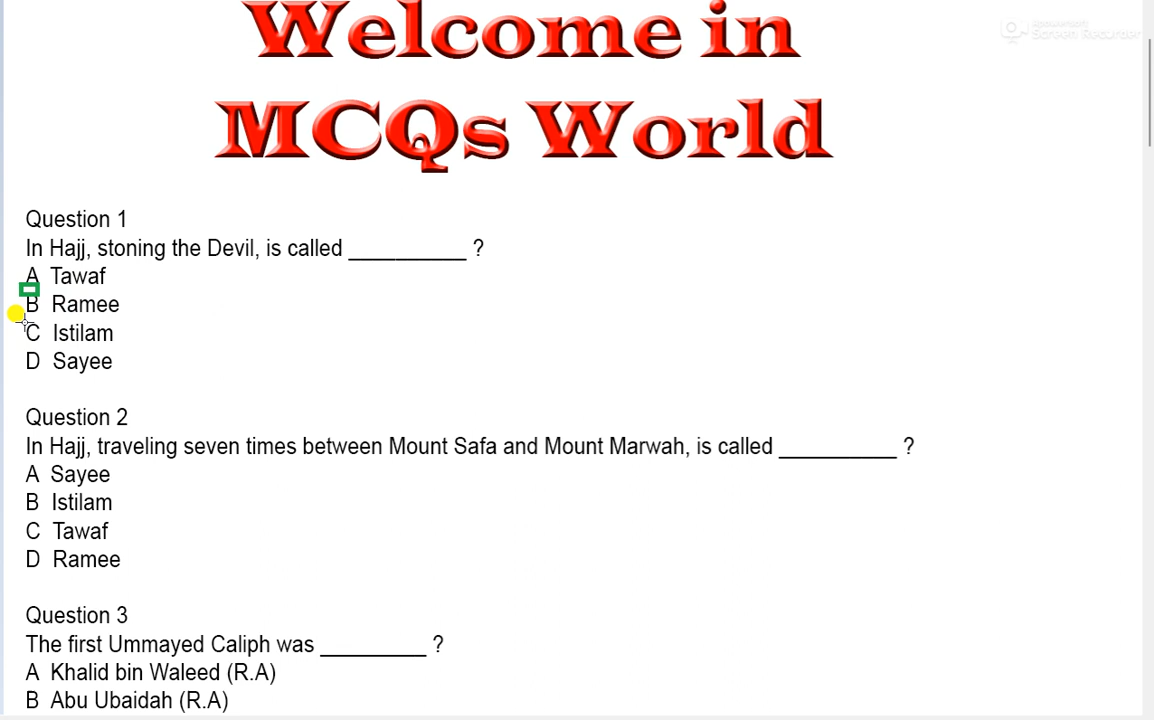 Welcome in
MCQs World
Screen Recorder
Question 1
In Hajj, stoning the Devil, is called __________ ?
A Tawaf
B Ramee
C Istilam
D Sayee
Question 2
In Hajj, traveling seven times between Mount Safa and Mount Marwah, is called __________ ?
A Sayee
B Istilam
C Tawaf
D Ramee
Question 3
The first Ummayed Caliph was _________ ?
A Khalid bin Waleed (R.A)
B Abu Ubaidah (R.A)